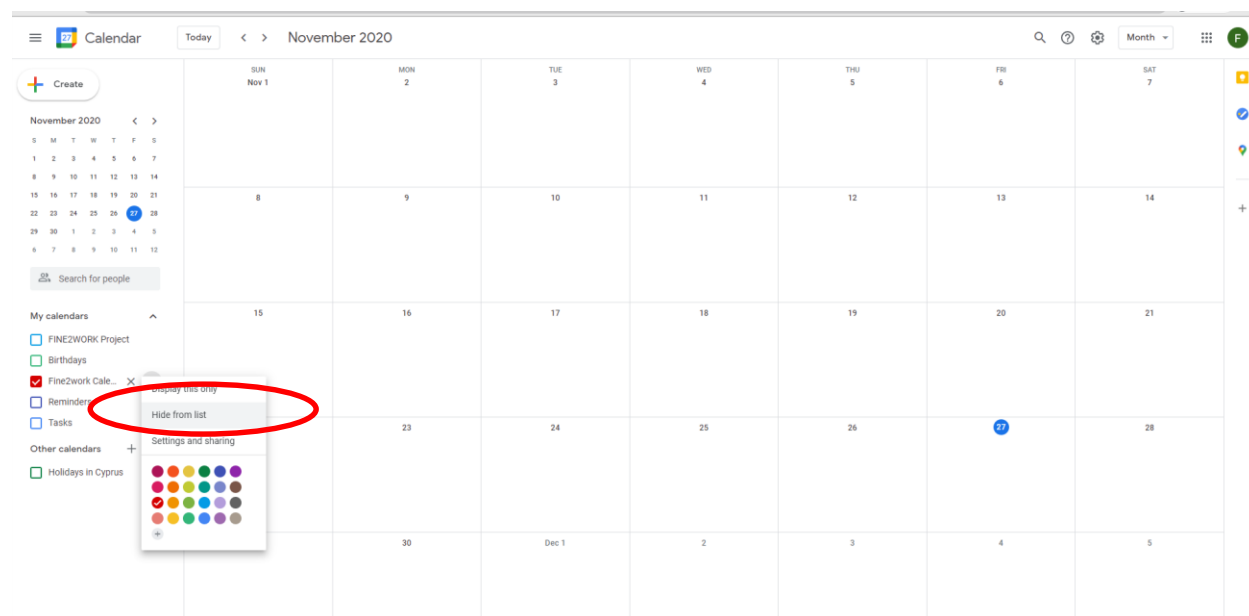 27 Calendar Today November 2020 Month F
Create
November 2020
S M T W T F S
1 2 3 4 5 6 7
8 9 10 11 12 13 14
15 16 17 18 19 20 21
22 23 24 25 26 27 28
29 30 1 2 3 4 5
6 7 8 9 10 11 12
Search for people
My calendars
FINE2WORK Project
Birthdays
Fine2work Cale...
Reminders
Tasks
Other calendars +
Holidays in Cyprus
Display this only
Hide from list
Settings and sharing
SUN MON TUE WED THU FRI SAT
Nov 1 2 3 4 5 6 7
8 9 10 11 12 13 14
15 16 17 18 19 20 21
23 24 25 26 27 28
30 Dec 1 2 3 4 5